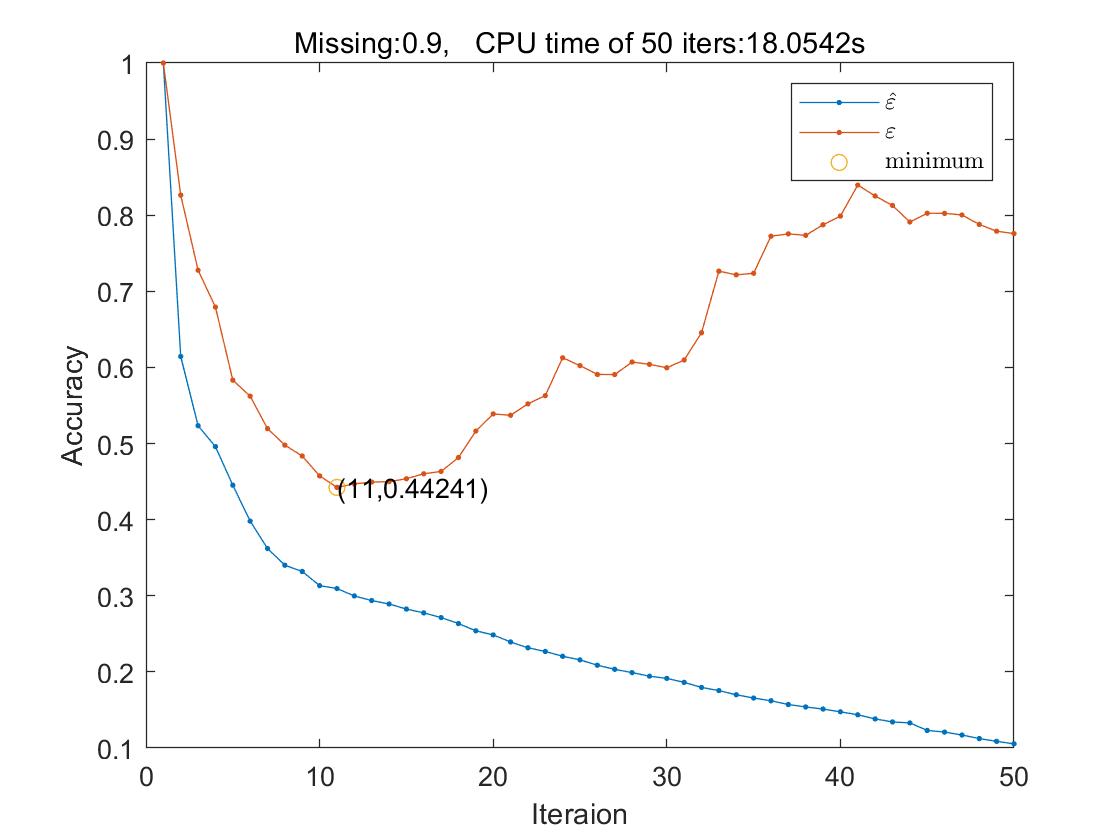 Missing:0.9,   CPU time of 50 iters:18.0542s
1
0.9
0.8
0.7
0.6
0.5
0.4
0.3
0.2
0.1
Accuracy
ε̂
ε
minimum
(11,0.44241)
0 10 20 30 40 50
Iteraion